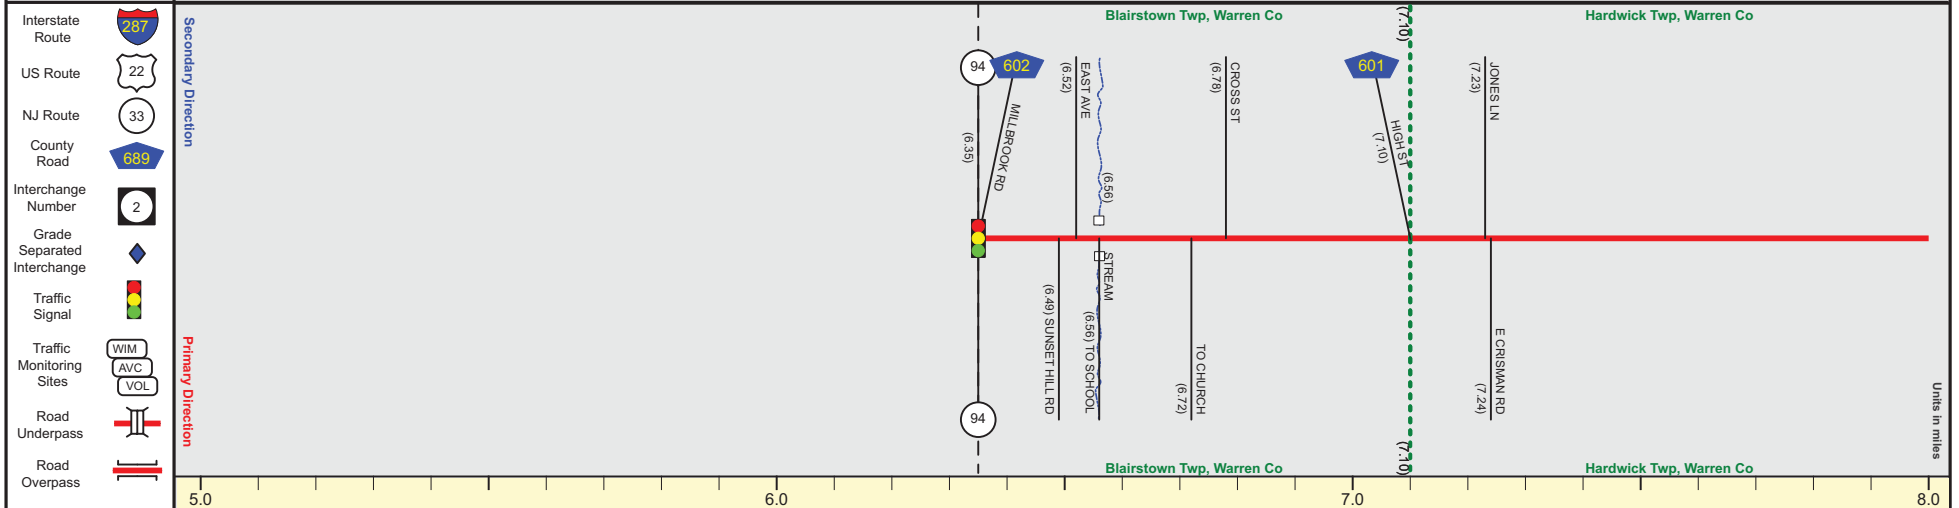 Interstate
Route
287
US Route
22
NJ Route
33
County
Road
689
Interchange
Number
2
Grade
Separated
Interchange
Traffic
Signal
Traffic
Monitoring
Sites
WIM
AVC
VOL
Road
Underpass
Road
Overpass
Secondary Direction
Primary Direction
Blairstown Twp, Warren Co
(7.10)
Hardwick Twp, Warren Co
94
602
(6.35)
MILLBROOK RD
EAST AVE
(6.52)
(6.56)
CROSS ST
(6.78)
601
HIGH ST
(7.10)
JONES LN
(7.23)
(6.49) SUNSET HILL RD
STREAM
(6.56) TO SCHOOL
TO CHURCH
(6.72)
E CRISMAN RD
(7.24)
94
Blairstown Twp, Warren Co
(7.10)
Hardwick Twp, Warren Co
Units in miles
5.0
6.0
7.0
8.0